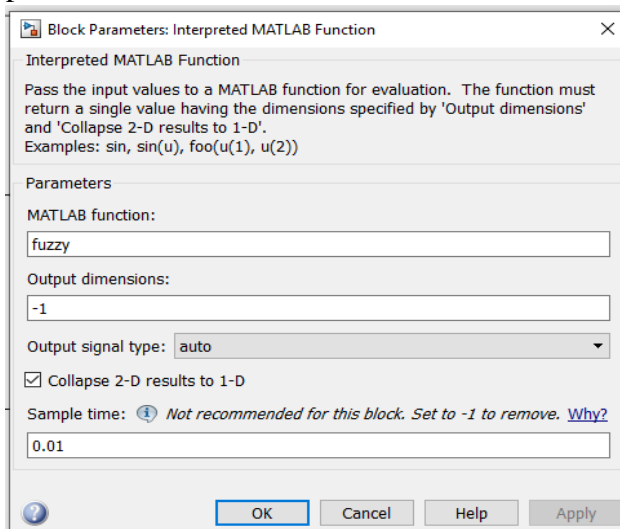 Block Parameters: Interpreted MATLAB Function
Interpreted MATLAB Function
Pass the input values to a MATLAB function for evaluation. The function must
return a single value having the dimensions specified by 'Output dimensions'
and 'Collapse 2-D results to 1-D'.
Examples: sin, sin(u), foo(u(1), u(2))
Parameters
MATLAB function:
fuzzy
Output dimensions:
-1
Output signal type: auto
Collapse 2-D results to 1-D
Sample time: Not recommended for this block. Set to -1 to remove. Why?
0.01
OK Cancel Help Apply